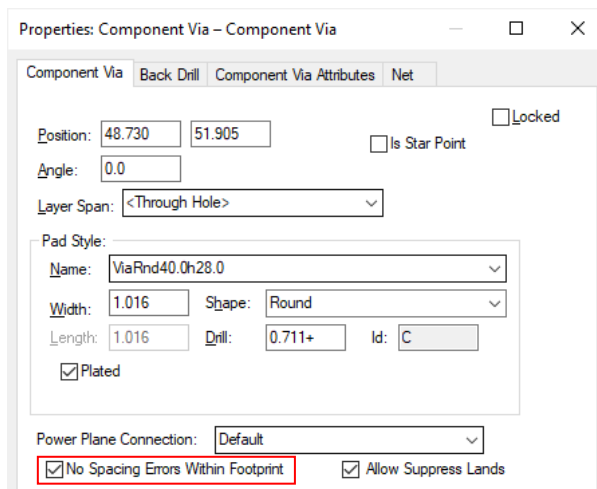 Properties: Component Via – Component Via
Component Via Back Drill Component Via Attributes Net
Locked
Position: 48.730 51.905
Is Star Point
Angle: 0.0
Layer Span: <Through Hole>
Pad Style:
Name: ViaRnd40.0h28.0
Width: 1.016 Shape: Round
Length: 1.016 Drill: 0.711+ Id: C
Plated
Power Plane Connection: Default
No Spacing Errors Within Footprint Allow Suppress Lands